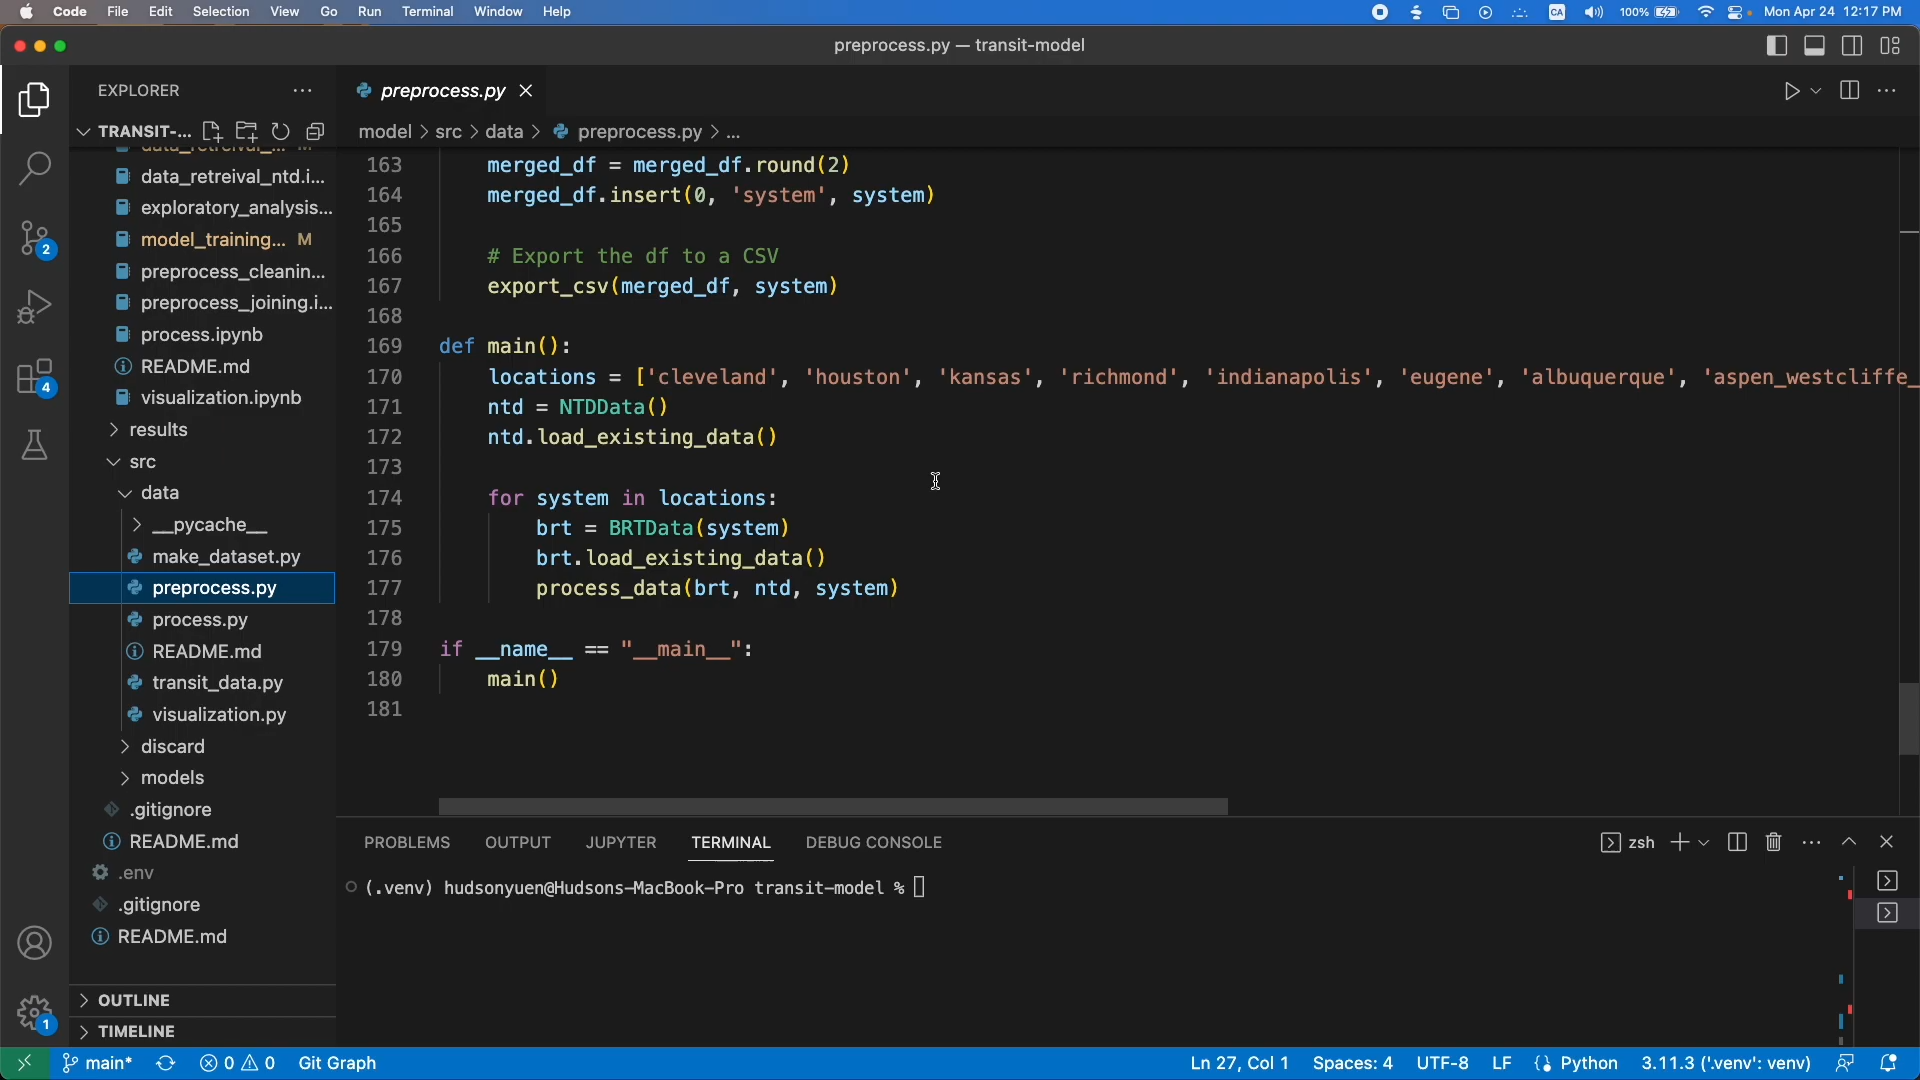 Code File Edit Selection View Go Run Terminal Window Help CA 100% Mon Apr 24 12:17 PM
preprocess.py — transit-model
EXPLORER
preprocess.py
TRANSIT-...
model > src > data > preprocess.py > ...
data_retreival_ntd.i...
exploratory_analysis...
model_training... M
preprocess_cleanin...
preprocess_joining.i...
process.ipynb
README.md
visualization.ipynb
results
src
data
__pycache__
make_dataset.py
preprocess.py
process.py
README.md
transit_data.py
visualization.py
discard
models
.gitignore
README.md
.env
.gitignore
README.md
OUTLINE
TIMELINE
2
4
1
163 merged_df = merged_df.round(2)
164 merged_df.insert(0, 'system', system)
165
166 # Export the df to a CSV
167 export_csv(merged_df, system)
168
169 def main():
170 locations = ['cleveland', 'houston', 'kansas', 'richmond', 'indianapolis', 'eugene', 'albuquerque', 'aspen_westcliffe_
171 ntd = NTDData()
172 ntd.load_existing_data()
173
174 for system in locations:
175 brt = BRTData(system)
176 brt.load_existing_data()
177 process_data(brt, ntd, system)
178
179 if __name__ == "__main__":
180 main()
181
PROBLEMS OUTPUT JUPYTER TERMINAL DEBUG CONSOLE zsh
(.venv) hudsonyuen@Hudsons-MacBook-Pro transit-model %
main* 0 0 Git Graph Ln 27, Col 1 Spaces: 4 UTF-8 LF Python 3.11.3 ('.venv': venv)